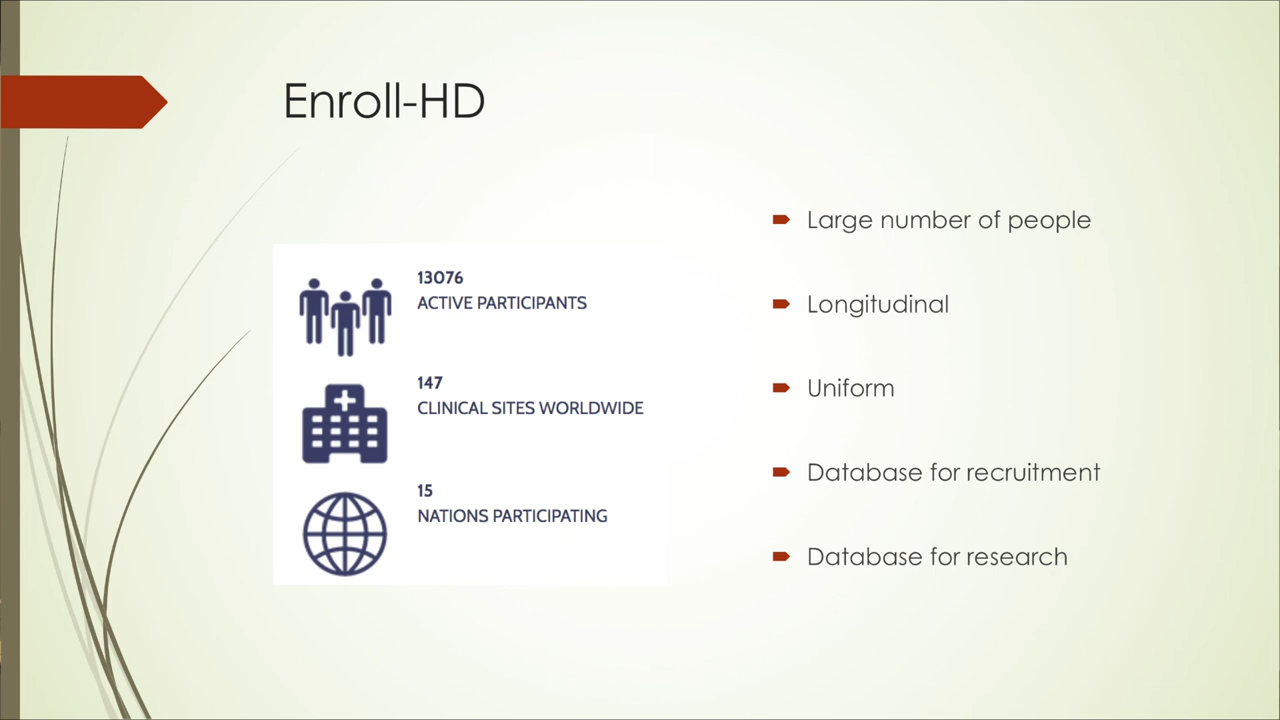 Enroll-HD
13076
ACTIVE PARTICIPANTS
147
CLINICAL SITES WORLDWIDE
15
NATIONS PARTICIPATING
Large number of people
Longitudinal
Uniform
Database for recruitment
Database for research